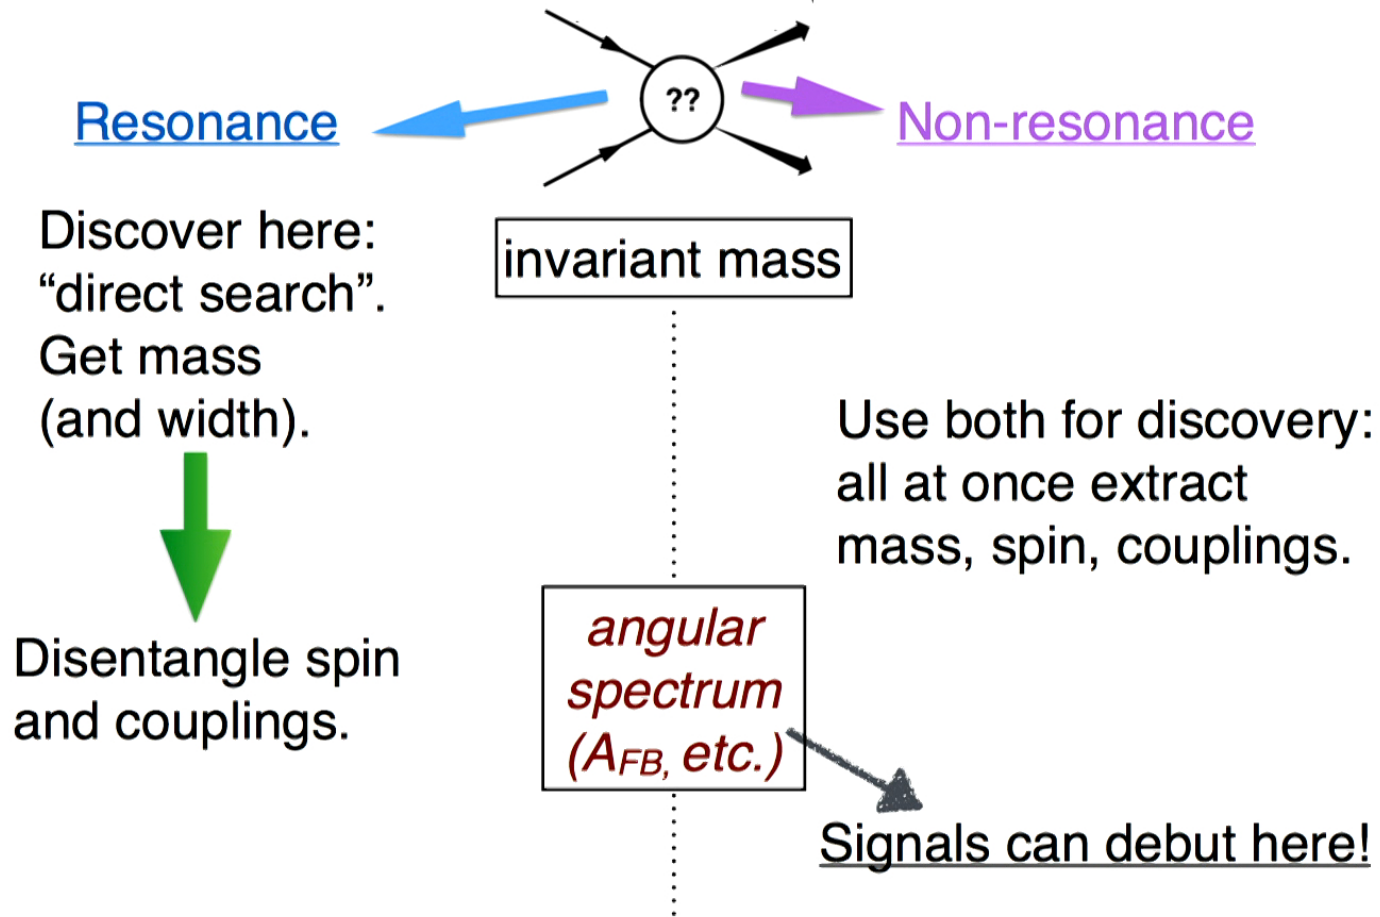 ??
Resonance
Non-resonance
Discover here:
“direct search”.
Get mass
(and width).
invariant mass
Use both for discovery:
all at once extract
mass, spin, couplings.
Disentangle spin
and couplings.
angular
spectrum
(AFB, etc.)
Signals can debut here!